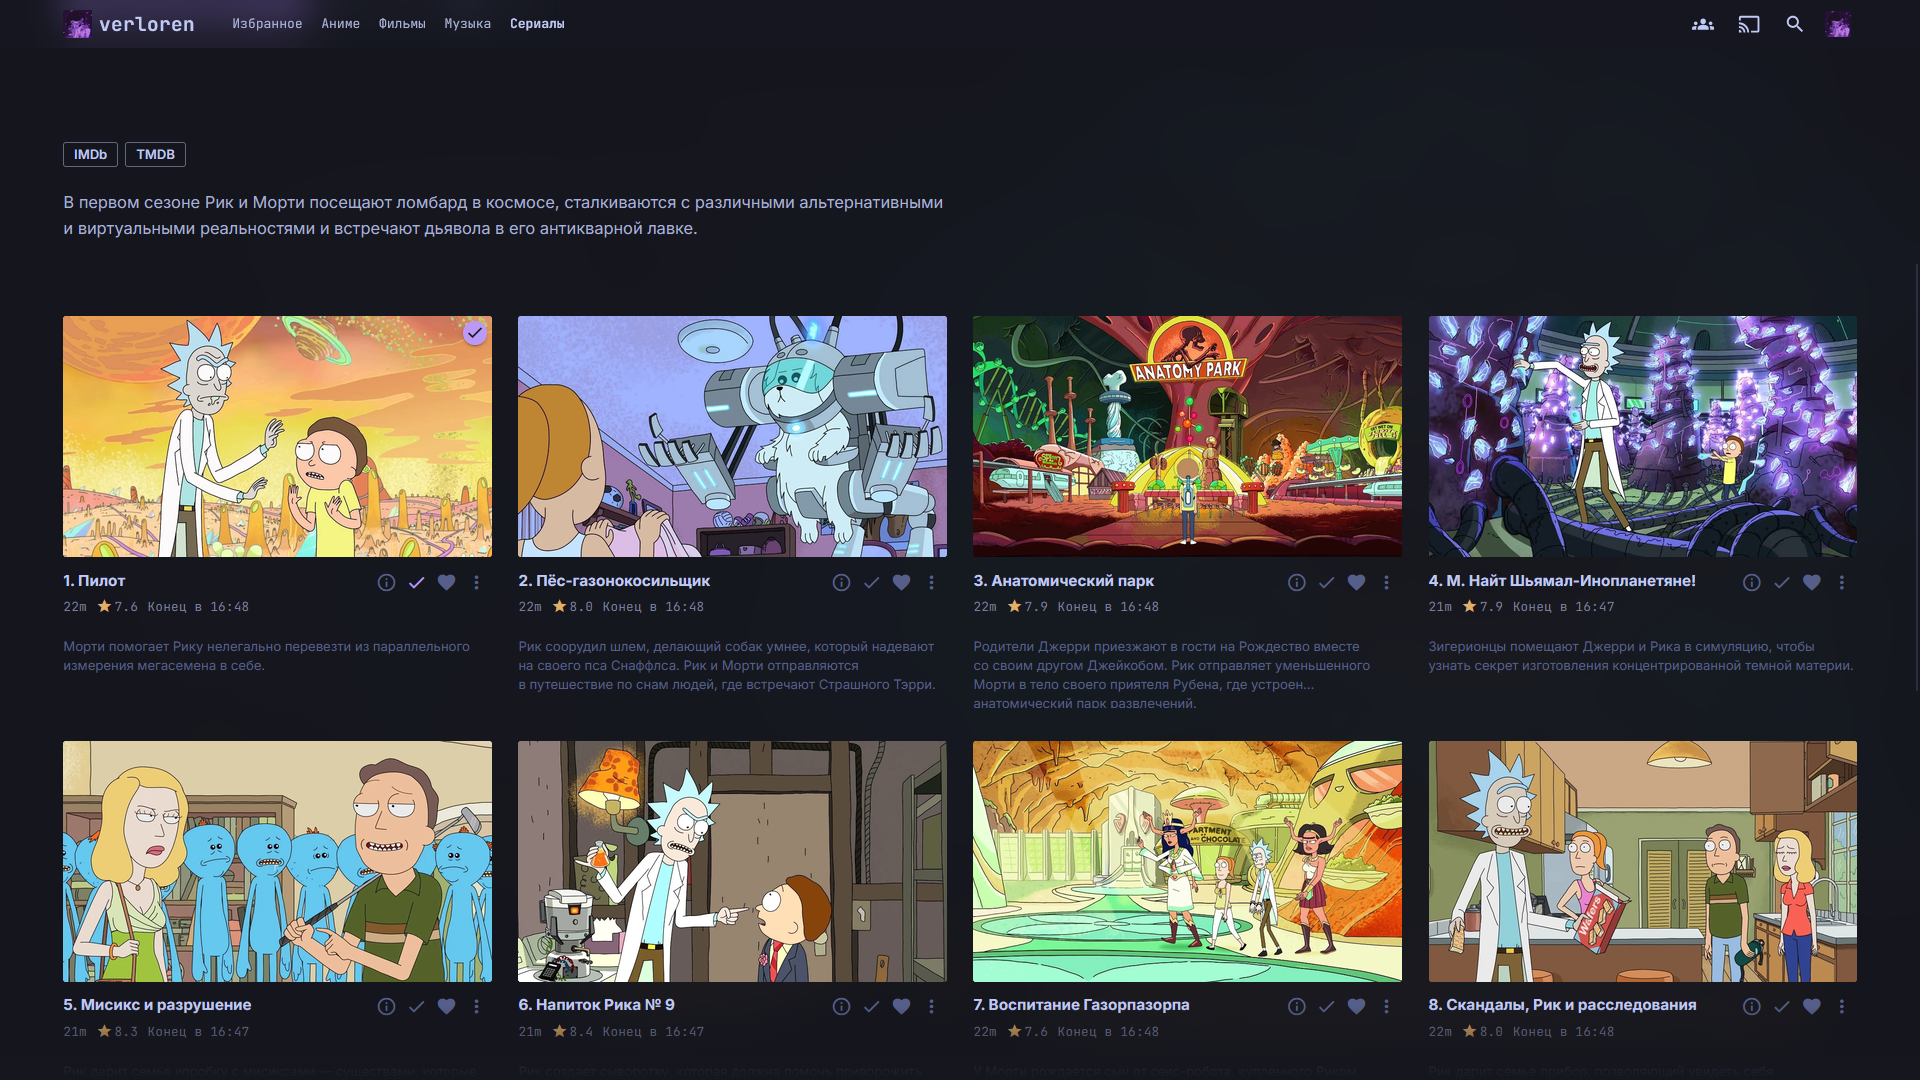 verloren
Избранное Аниме Фильмы Музыка Сериалы
IMDb TMDB
В первом сезоне Рик и Морти посещают ломбард в космосе, сталкиваются с различными альтернативными
и виртуальными реальностями и встречают дьявола в его антикварной лавке.
ANATOMY PARK
1. Пилот
22m 7.6 Конец в 16:48
Морти помогает Рику нелегально перевезти из параллельного
измерения мегасемена в себе.
2. Пёс-газонокосильщик
22m 8.0 Конец в 16:48
Рик соорудил шлем, делающий собак умнее, который надевают
на своего пса Снаффлса. Рик и Морти отправляются
в путешествие по снам людей, где встречают Страшного Тэрри.
3. Анатомический парк
22m 7.9 Конец в 16:48
Родители Джерри приезжают в гости на Рождество вместе
со своим другом Джейкобом. Рик отправляет уменьшенного
Морти в тело своего приятеля Рубена, где устроен…
анатомический парк развлечений.
4. М. Найт Шьямал-Инопланетяне!
21m 7.9 Конец в 16:47
Зигерионцы помещают Джерри и Рика в симуляцию, чтобы
узнать секрет изготовления концентрированной темной материи.
ARTMENT
AND CHOCOLAT
Wafers
5. Мисикс и разрушение
21m 8.3 Конец в 16:47
6. Напиток Рика № 9
21m 8.4 Конец в 16:47
7. Воспитание Газорпазорпа
22m 7.6 Конец в 16:48
8. Скандалы, Рик и расследования
22m 8.0 Конец в 16:48